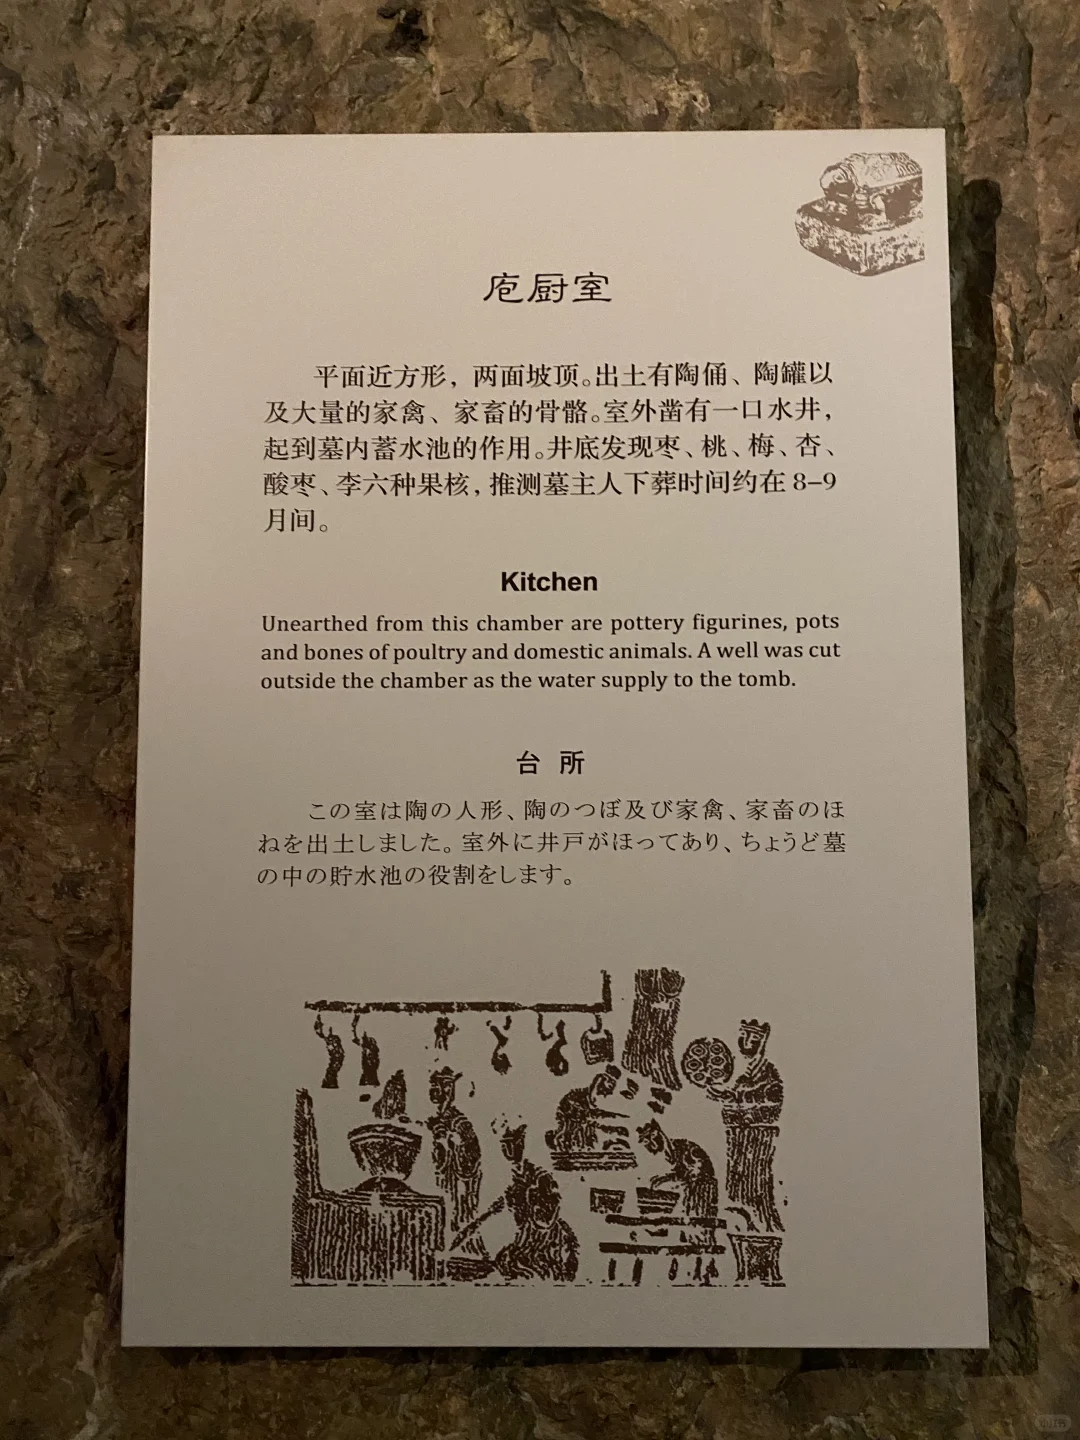 庖厨室
平面近方形，两面坡顶。出土有陶俑、陶罐以
及大量的家禽、家畜的骨骼。室外凿有一口水井，
起到墓内蓄水池的作用。井底发现枣、桃、梅、杏、
酸枣、李六种果核，推测墓主人下葬时间约在 8–9
月间。
Kitchen
Unearthed from this chamber are pottery figurines, pots
and bones of poultry and domestic animals. A well was cut
outside the chamber as the water supply to the tomb.
台 所
この室は陶の人形、陶のつぼ及び家禽、家畜のほ
ねを出土しました。室外に井戸がほってあり、ちょうど墓
の中の貯水池の役割をします。